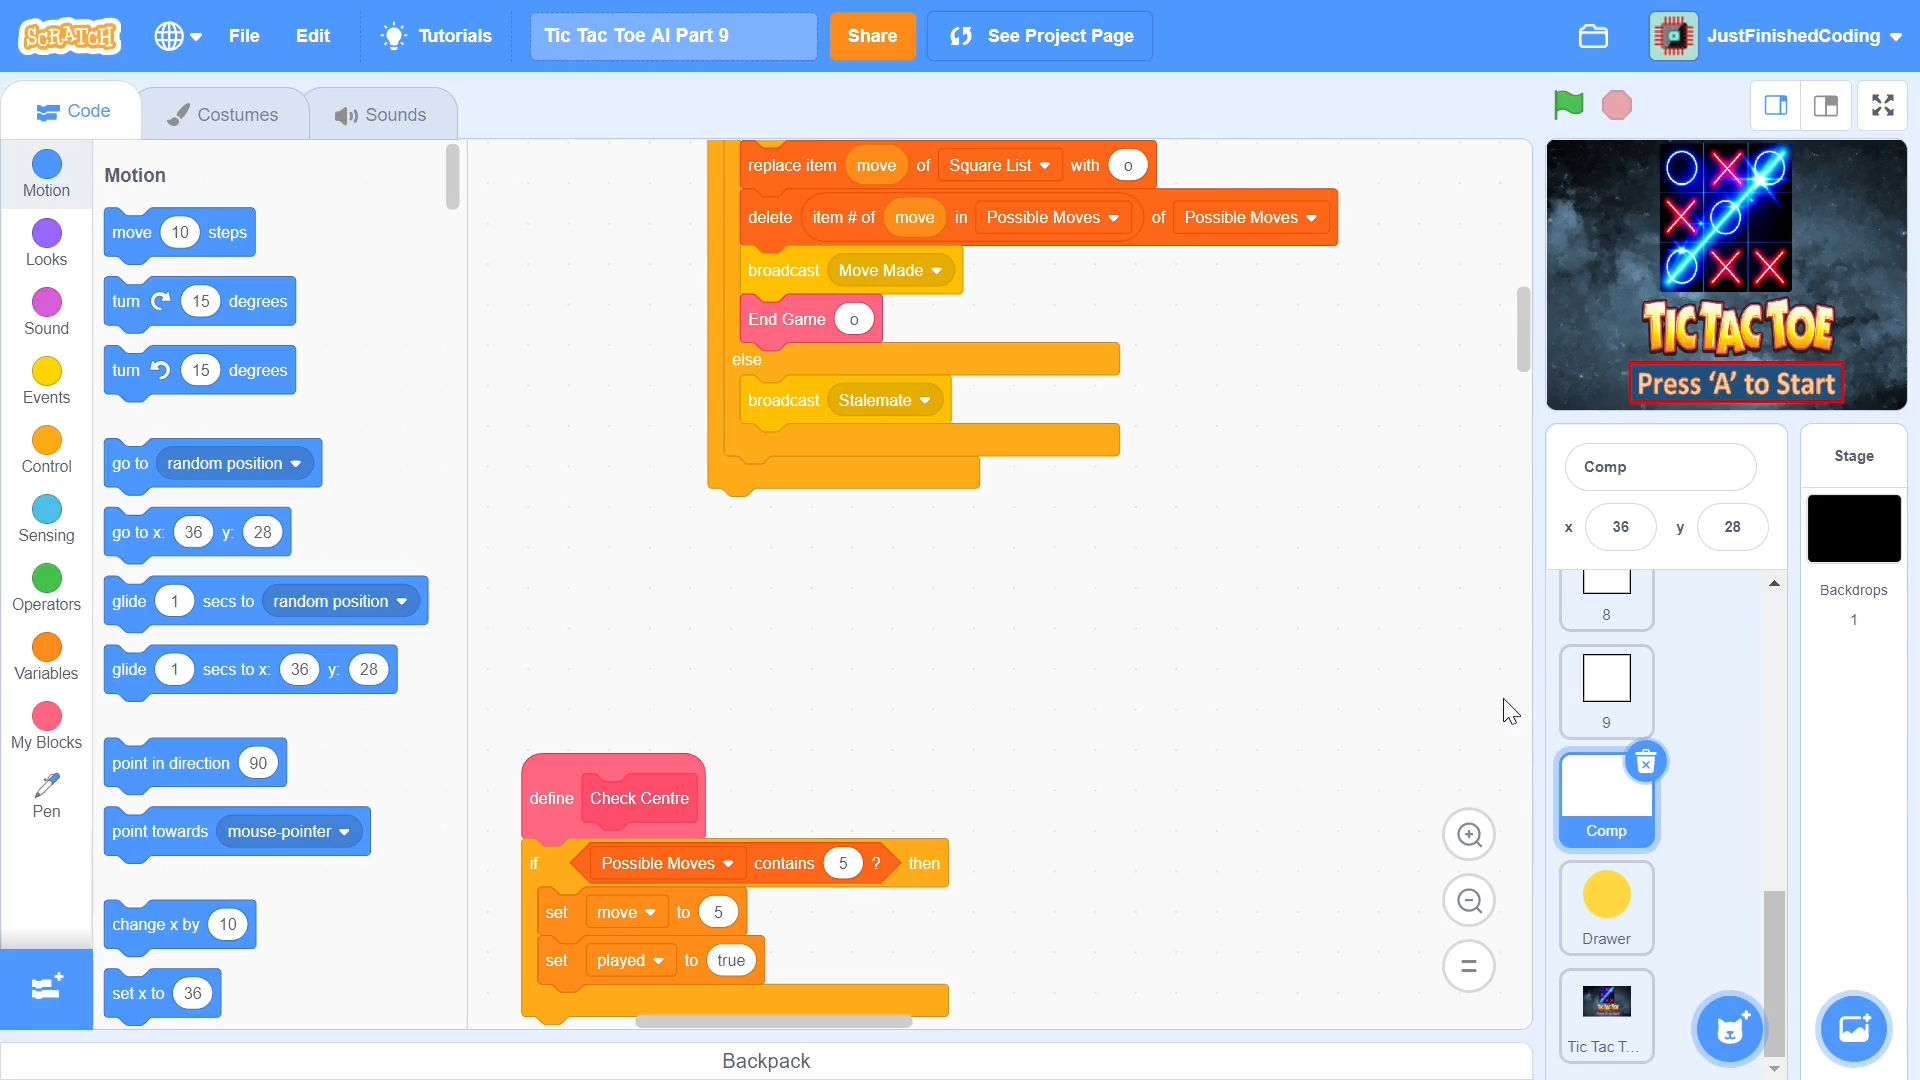 SCRATCH
File
Edit
Tutorials
Tic Tac Toe AI Part 9
Share
See Project Page
JustFinishedCoding
Code
Costumes
Sounds
Motion
Looks
Sound
Events
Control
Sensing
Operators
Variables
My Blocks
Pen
Motion
move 10 steps
turn 15 degrees
turn 15 degrees
go to random position
go to x: 36 y: 28
glide 1 secs to random position
glide 1 secs to x: 36 y: 28
point in direction 90
point towards mouse-pointer
change x by 10
set x to 36
replace item move of Square List with o
delete item # of move in Possible Moves of Possible Moves
broadcast Move Made
End Game o
else
broadcast Stalemate
define Check Centre
if Possible Moves contains 5 ? then
set move to 5
set played to true
TIC TAC TOE
Press ‘A’ to Start
Comp
x 36 y 28
8
9
Comp
Drawer
Tic Tac T...
Stage
Backdrops
1
Backpack